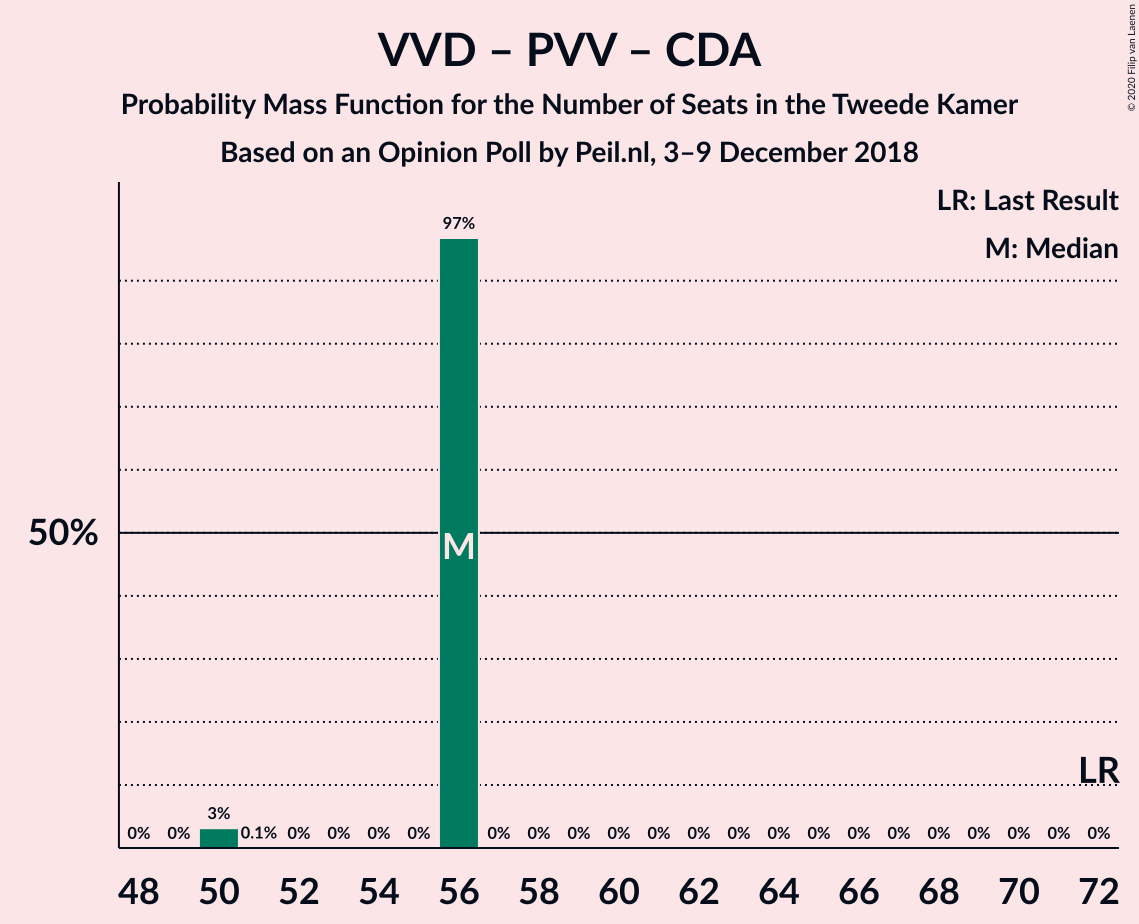 VVD – PVV – CDA
Probability Mass Function for the Number of Seats in the Tweede Kamer
Based on an Opinion Poll by Peil.nl, 3–9 December 2018
© 2020 Filip van Laenen
LR: Last Result
M: Median
97%
50%
M
LR
3%
0% 0% 0.1% 0% 0% 0% 0% 0% 0% 0% 0% 0% 0% 0% 0% 0% 0% 0% 0% 0% 0% 0% 0%
48 50 52 54 56 58 60 62 64 66 68 70 72